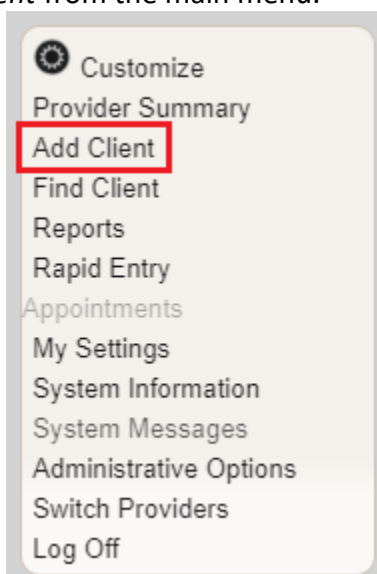 ent from the main menu.
Customize
Provider Summary
Add Client
Find Client
Reports
Rapid Entry
Appointments
My Settings
System Information
System Messages
Administrative Options
Switch Providers
Log Off